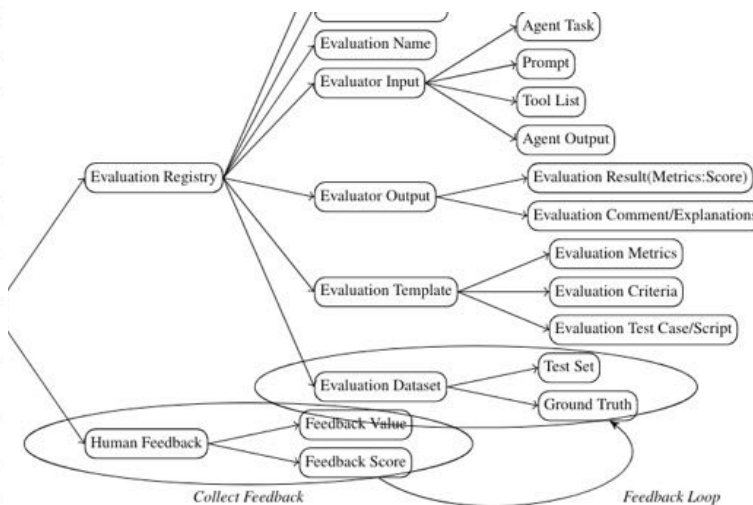 Evaluation Name
Evaluator Input
Agent Task
Prompt
Tool List
Agent Output
Evaluation Registry
Evaluator Output
Evaluation Result(Metrics:Score)
Evaluation Comment/Explanations
Evaluation Template
Evaluation Metrics
Evaluation Criteria
Evaluation Test Case/Script
Evaluation Dataset
Test Set
Ground Truth
Human Feedback
Feedback Value
Feedback Score
Collect Feedback
Feedback Loop